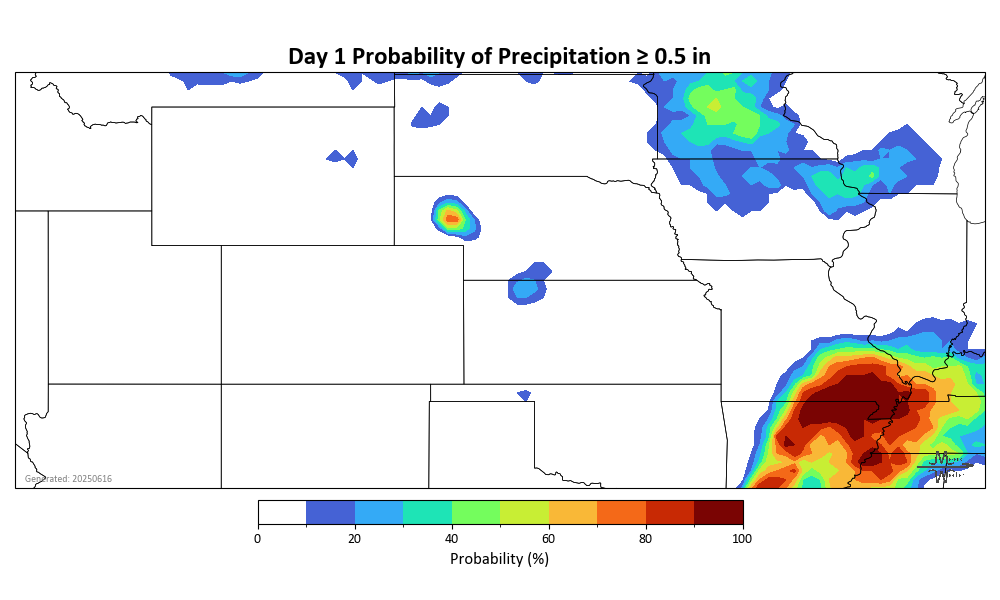 Day 1 Probability of Precipitation ≥ 0.5 in
Generated: 20250616
0 20 40 60 80 100
Probability (%)